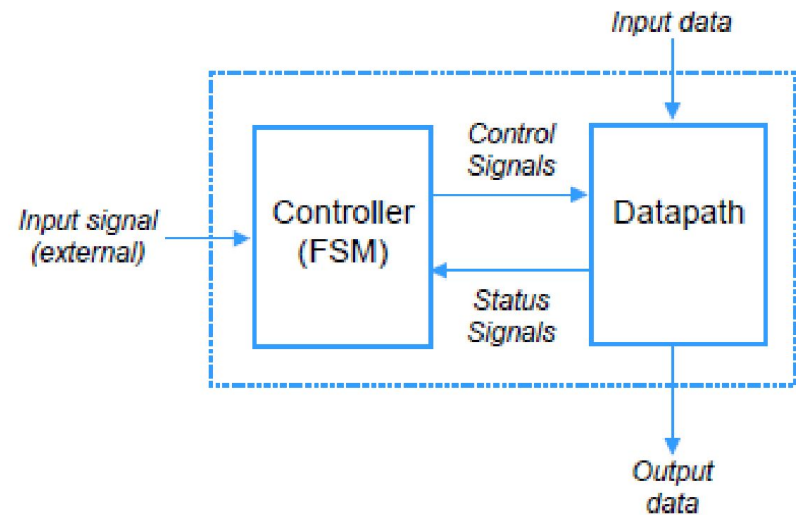 Input data
Control
Signals
Controller
(FSM)
Datapath
Input signal
(external)
Status
Signals
Output
data